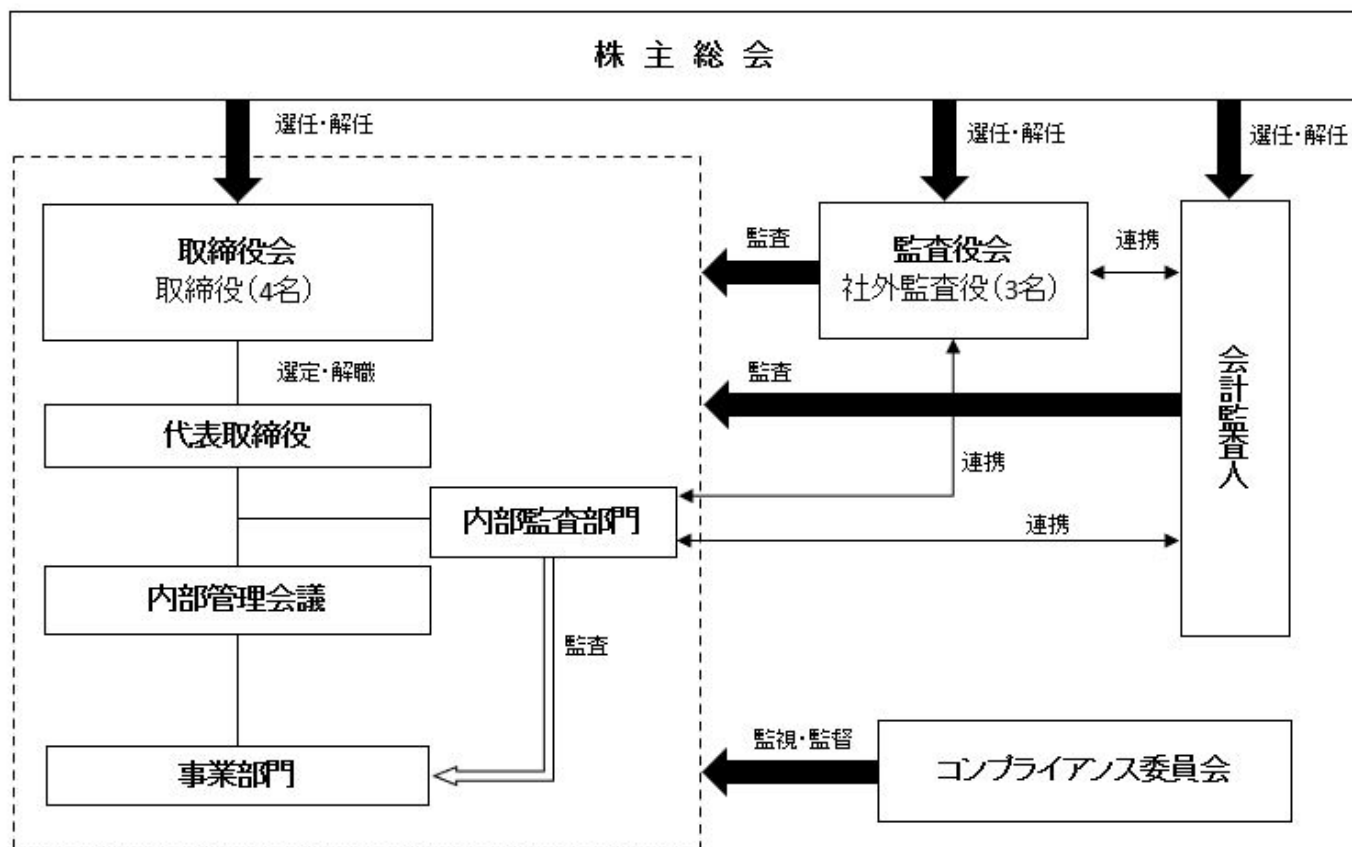 株主総会
選任・解任
選任・解任
選任・解任
取締役会
取締役(4名)
監査
監査役会
社外監査役(3名)
連携
会計監査人
選定・解職
監査
代表取締役
連携
内部監査部門
連携
内部管理会議
監査
監視・監督
コンプライアンス委員会
事業部門